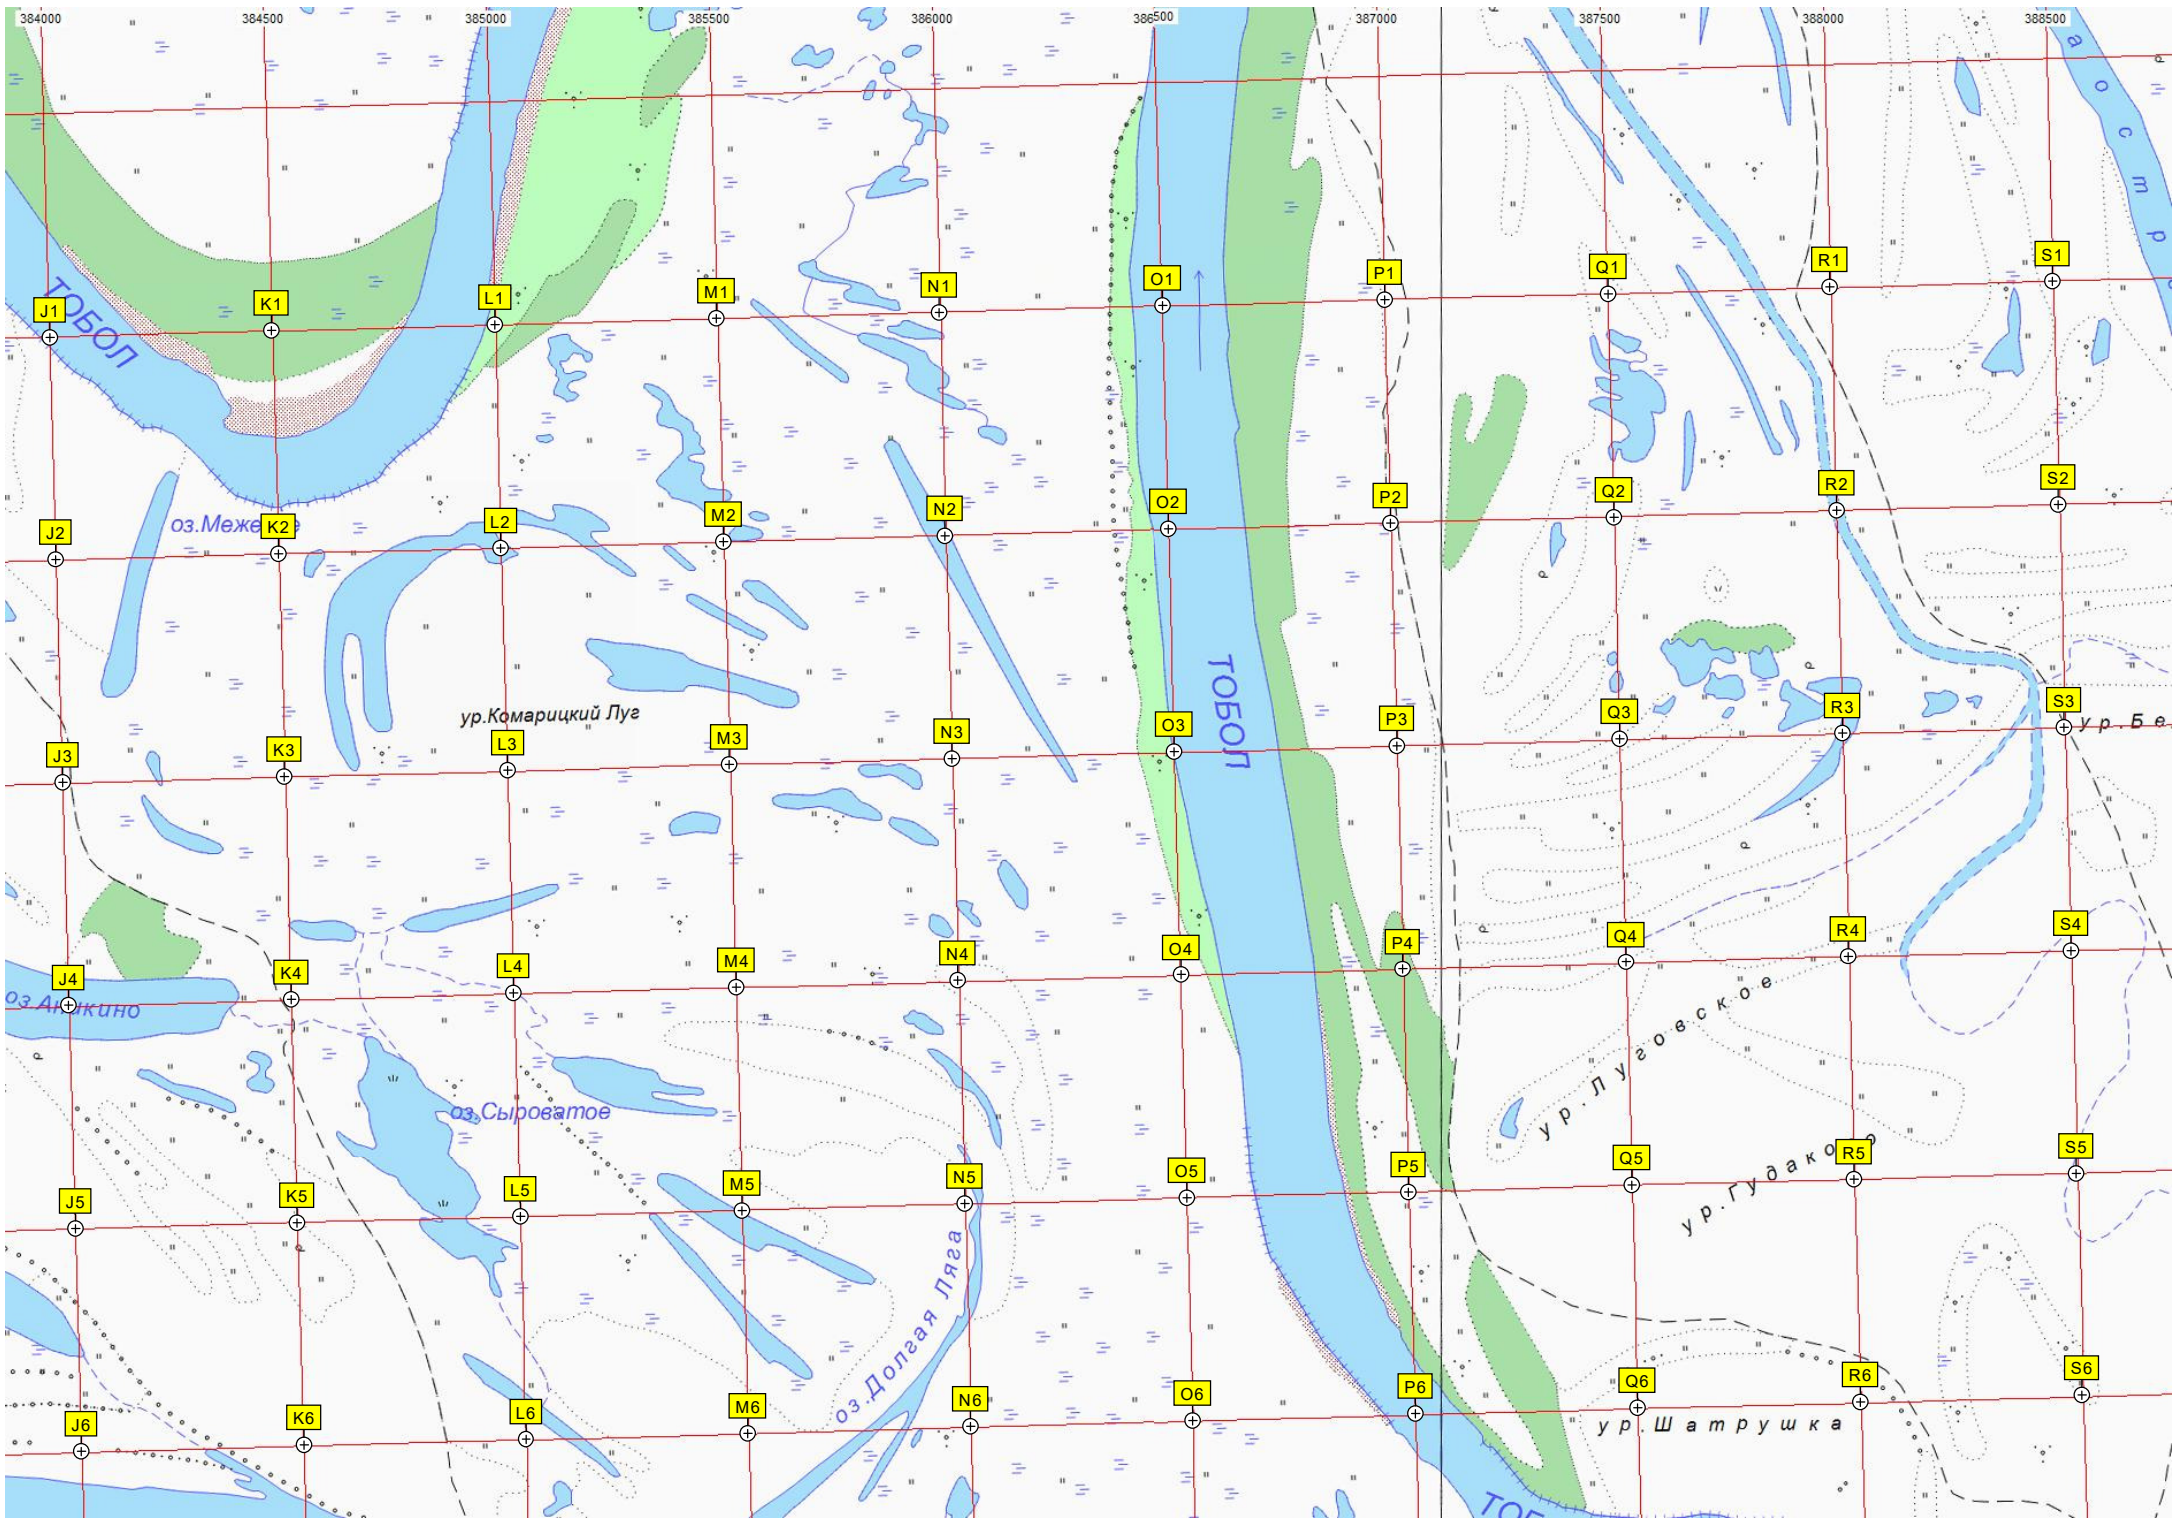 384000 384500 385000 385500 386000 386500 387000 387500 388000 388500
а о с т р
J1 K1 L1 M1 N1 O1 P1 Q1 R1 S1
ТОБОЛ
J2 K2 L2 M2 N2 O2 P2 Q2 R2 S2
ТОБОЛ
ур.Комарицкий Луг
J3 K3 L3 M3 N3 O3 P3 Q3 R3 S3
ур.Бе
J4 K4 L4 M4 N4 O4 P4 Q4 R4 S4
ур.Луговское
оз.Сыроватое
J5 K5 L5 M5 N5 O5 P5 Q5 R5 S5
оз.Долгая Ляга
J6 K6 L6 M6 N6 O6 P6 Q6 R6 S6
ур.Шатрушка
ТОБ